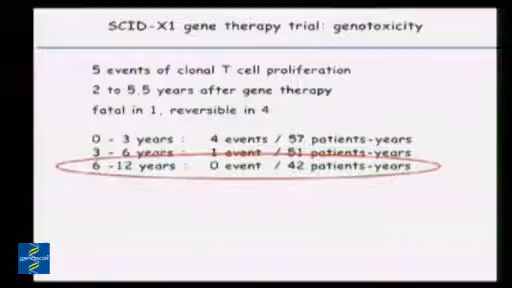 SCID-X1 gene therapy trial: genotoxicity
5 events of clonal T cell proliferation
2 to 5.5 years after gene therapy
fatal in 1, reversible in 4
0 - 3 years : 4 events / 57 patients-years
3 - 6 years : 1 event / 51 patients-years
6 -12 years : 0 event / 42 patients-years